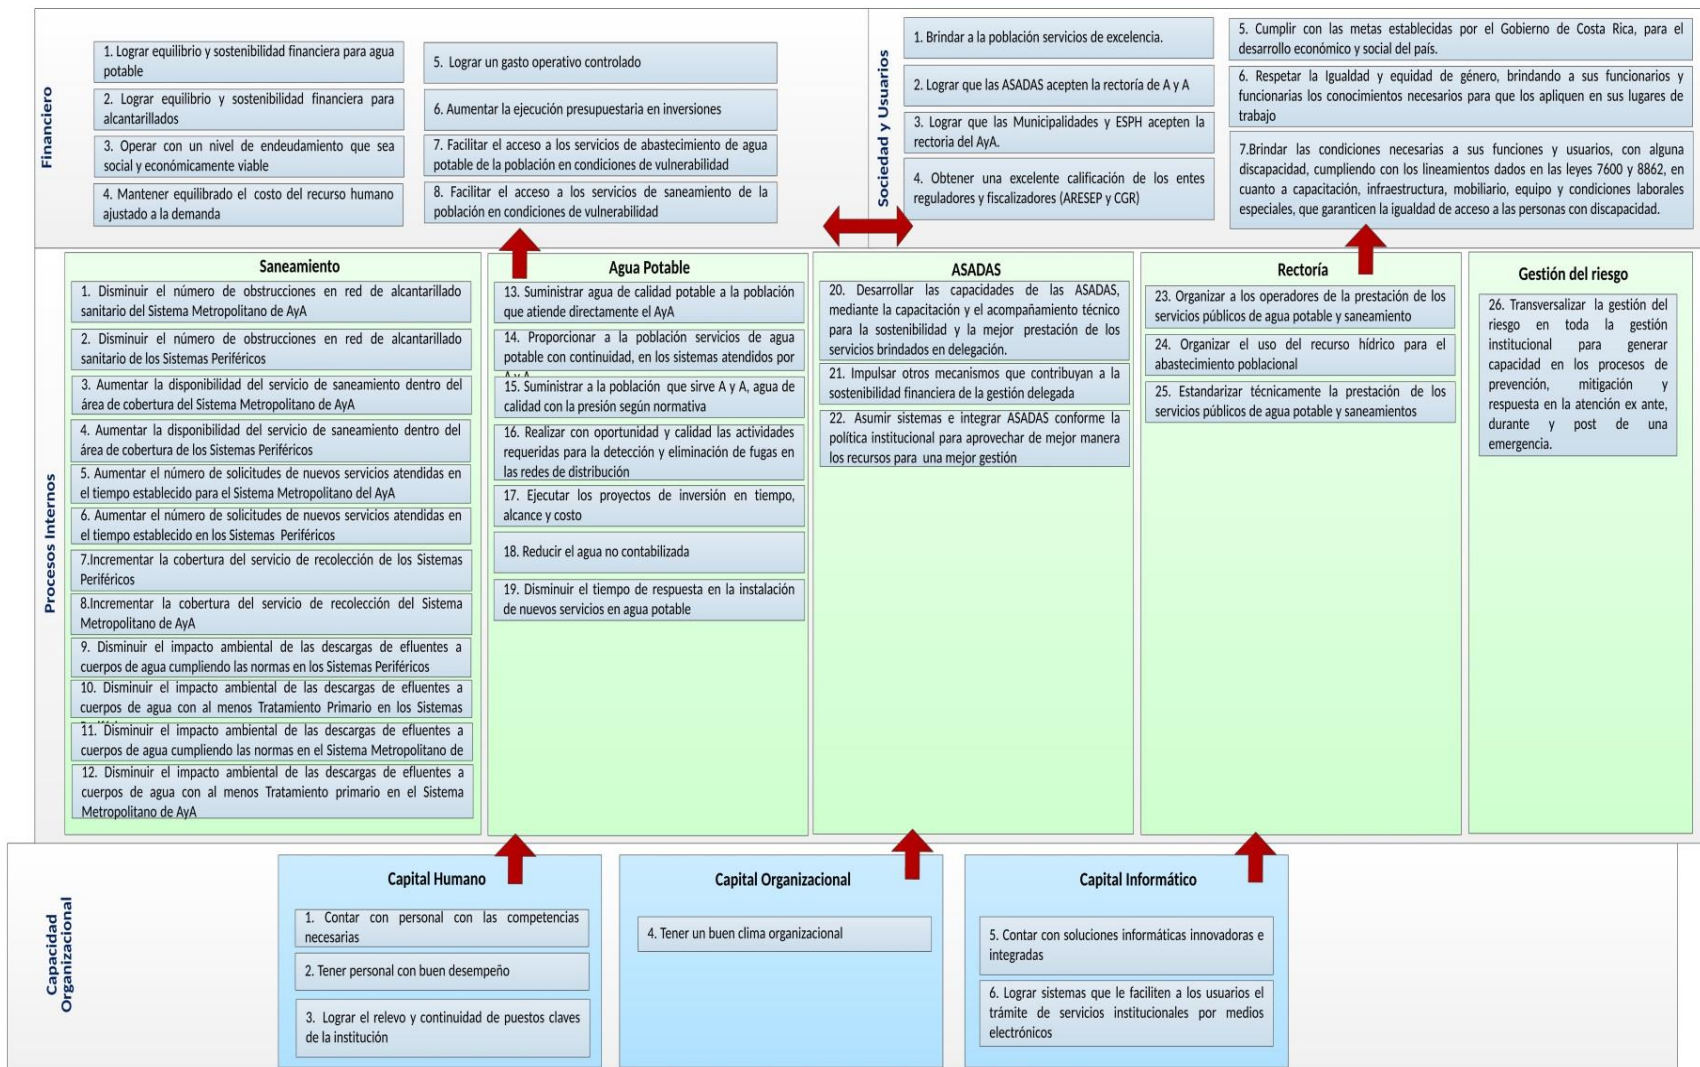 Financiero
1. Lograr equilibrio y sostenibilidad financiera para agua
potable
2. Lograr equilibrio y sostenibilidad financiera para
alcantarillados
3. Operar con un nivel de endeudamiento que sea
social y económicamente viable
4. Mantener equilibrado el costo del recurso humano
ajustado a la demanda
5. Lograr un gasto operativo controlado
6. Aumentar la ejecución presupuestaria en inversiones
7. Facilitar el acceso a los servicios de abastecimiento de agua
potable de la población en condiciones de vulnerabilidad
8. Facilitar el acceso a los servicios de saneamiento de la
población en condiciones de vulnerabilidad
Sociedad y Usuarios
1. Brindar a la población servicios de excelencia.
2. Lograr que las ASADAS acepten la rectoría de A y A
3. Lograr que las Municipalidades y ESPH acepten la
rectoria del AyA.
4. Obtener una excelente calificación de los entes
reguladores y fiscalizadores (ARESEP y CGR)
5. Cumplir con las metas establecidas por el Gobierno de Costa Rica, para el
desarrollo económico y social del país.
6. Respetar la Igualdad y equidad de género, brindando a sus funcionarios y
funcionarias los conocimientos necesarios para que los apliquen en sus lugares de
trabajo
7.Brindar las condiciones necesarias a sus funciones y usuarios, con alguna
discapacidad, cumpliendo con los lineamientos dados en las leyes 7600 y 8862, en
cuanto a capacitación, infraestructura, mobiliario, equipo y condiciones laborales
especiales, que garanticen la igualdad de acceso a las personas con discapacidad.
Procesos Internos
Saneamiento
1. Disminuir el número de obstrucciones en red de alcantarillado
sanitario del Sistema Metropolitano de AyA
2. Disminuir el número de obstrucciones en red de alcantarillado
sanitario de los Sistemas Periféricos
3. Aumentar la disponibilidad del servicio de saneamiento dentro del
área de cobertura del Sistema Metropolitano de AyA
4. Aumentar la disponibilidad del servicio de saneamiento dentro del
área de cobertura de los Sistemas Periféricos
5. Aumentar el número de solicitudes de nuevos servicios atendidas en
el tiempo establecido para el Sistema Metropolitano del AyA
6. Aumentar el número de solicitudes de nuevos servicios atendidas en
el tiempo establecido en los Sistemas Periféricos
7.Incrementar la cobertura del servicio de recolección de los Sistemas
Periféricos
8.Incrementar la cobertura del servicio de recolección del Sistema
Metropolitano de AyA
9. Disminuir el impacto ambiental de las descargas de efluentes a
cuerpos de agua cumpliendo las normas en los Sistemas Periféricos
10. Disminuir el impacto ambiental de las descargas de efluentes a
cuerpos de agua con al menos Tratamiento Primario en los Sistemas
11. Disminuir el impacto ambiental de las descargas de efluentes a
cuerpos de agua cumpliendo las normas en el Sistema Metropolitano de
12. Disminuir el impacto ambiental de las descargas de efluentes a
cuerpos de agua con al menos Tratamiento primario en el Sistema
Metropolitano de AyA
Agua Potable
13. Suministrar agua de calidad potable a la población
que atiende directamente el AyA
14. Proporcionar a la población servicios de agua
potable con continuidad, en los sistemas atendidos por
15. Suministrar a la población que sirve A y A, agua de
calidad con la presión según normativa
16. Realizar con oportunidad y calidad las actividades
requeridas para la detección y eliminación de fugas en
las redes de distribución
17. Ejecutar los proyectos de inversión en tiempo,
alcance y costo
18. Reducir el agua no contabilizada
19. Disminuir el tiempo de respuesta en la instalación
de nuevos servicios en agua potable
ASADAS
20. Desarrollar las capacidades de las ASADAS,
mediante la capacitación y el acompañamiento técnico
para la sostenibilidad y la mejor prestación de los
servicios brindados en delegación.
21. Impulsar otros mecanismos que contribuyan a la
sostenibilidad financiera de la gestión delegada
22. Asumir sistemas e integrar ASADAS conforme la
política institucional para aprovechar de mejor manera
los recursos para una mejor gestión
Rectoría
23. Organizar a los operadores de la prestación de los
servicios públicos de agua potable y saneamiento
24. Organizar el uso del recurso hídrico para el
abastecimiento poblacional
25. Estandarizar técnicamente la prestación de los
servicios públicos de agua potable y saneamientos
Gestión del riesgo
26. Transversalizar la gestión del
riesgo en toda la gestión
institucional para generar
capacidad en los procesos de
prevención, mitigación y
respuesta en la atención ex ante,
durante y post de una
emergencia.
Capacidad
Organizacional
Capital Humano
1. Contar con personal con las competencias
necesarias
2. Tener personal con buen desempeño
3. Lograr el relevo y continuidad de puestos claves
de la institución
Capital Organizacional
4. Tener un buen clima organizacional
Capital Informático
5. Contar con soluciones informáticas innovadoras e
integradas
6. Lograr sistemas que le faciliten a los usuarios el
trámite de servicios institucionales por medios
electrónicos